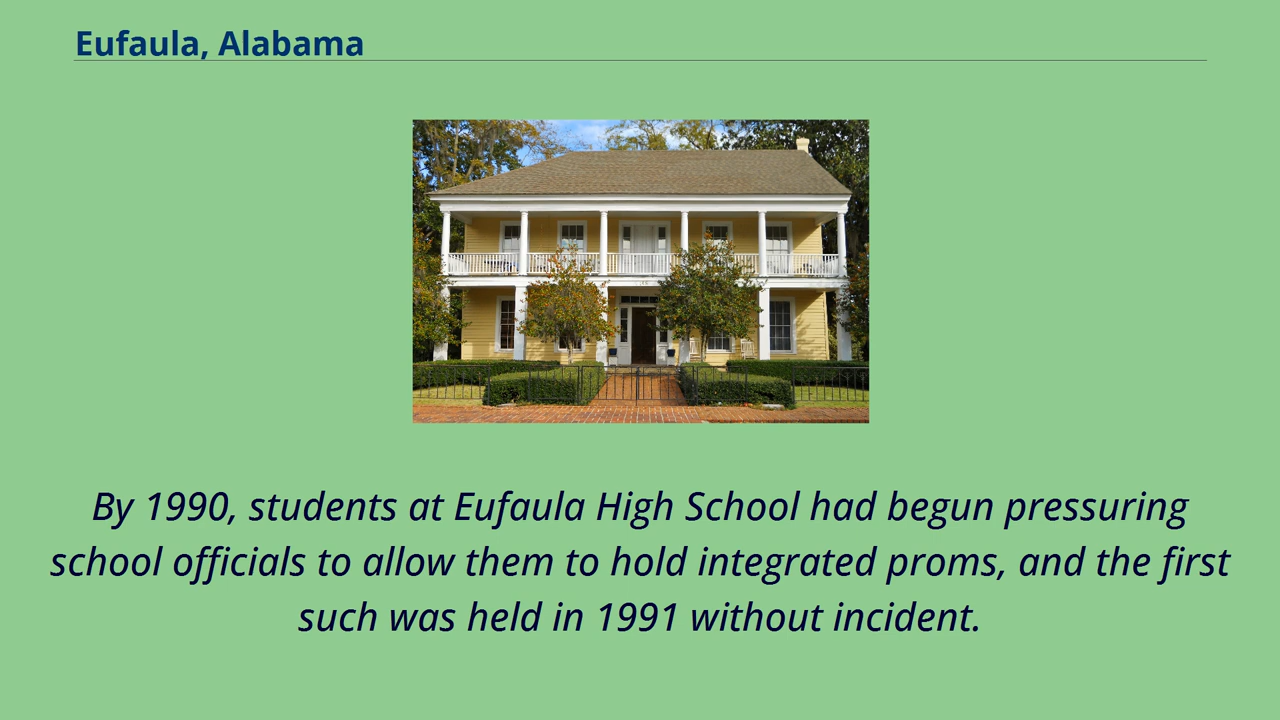 Eufaula, Alabama
By 1990, students at Eufaula High School had begun pressuring
school officials to allow them to hold integrated proms, and the first
such was held in 1991 without incident.